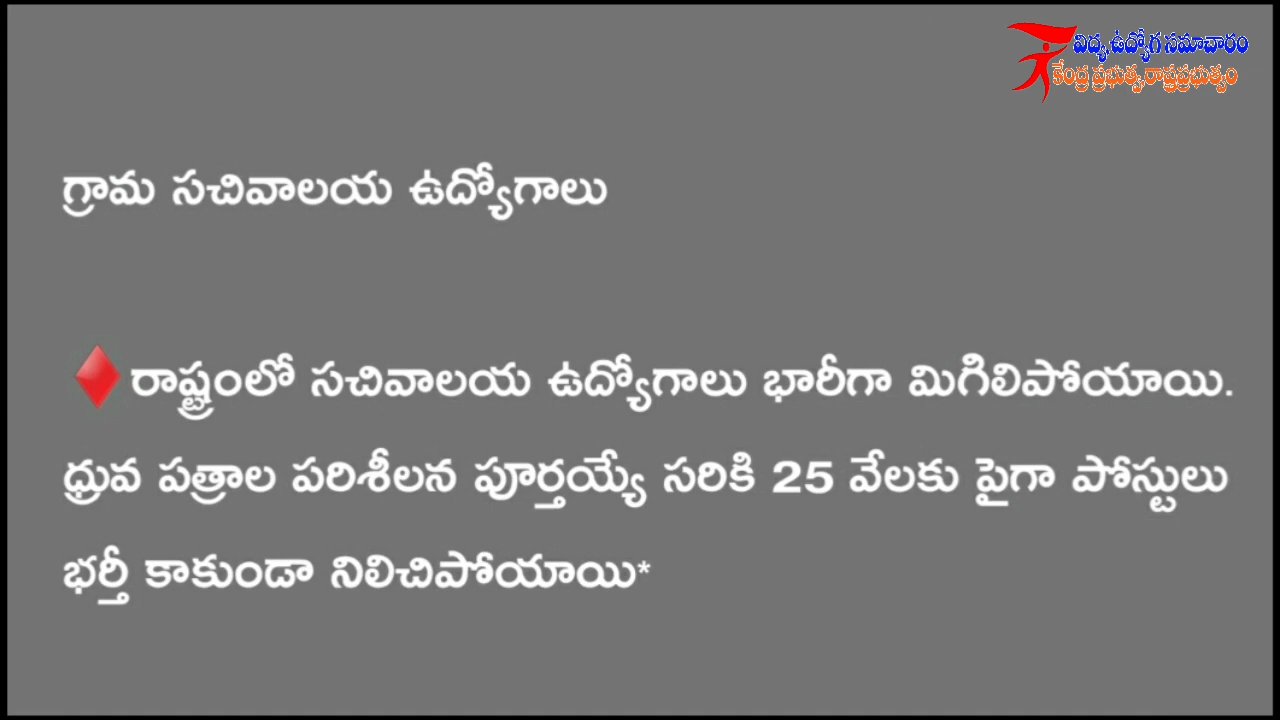 విద్య, ఉద్యోగ సమాచారం
కేంద్ర ప్రభుత్వ, రాష్ట్రప్రభుత్వం
గ్రామ సచివాలయ ఉద్యోగాలు
రాష్ట్రంలో సచివాలయ ఉద్యోగాలు భారీగా మిగిలిపోయాయి.
ధ్రువ పత్రాల పరిశీలన పూర్తయ్యే సరికి 25 వేలకు పైగా పోస్టులు
భర్తీ కాకుండా నిలిచిపోయాయి*